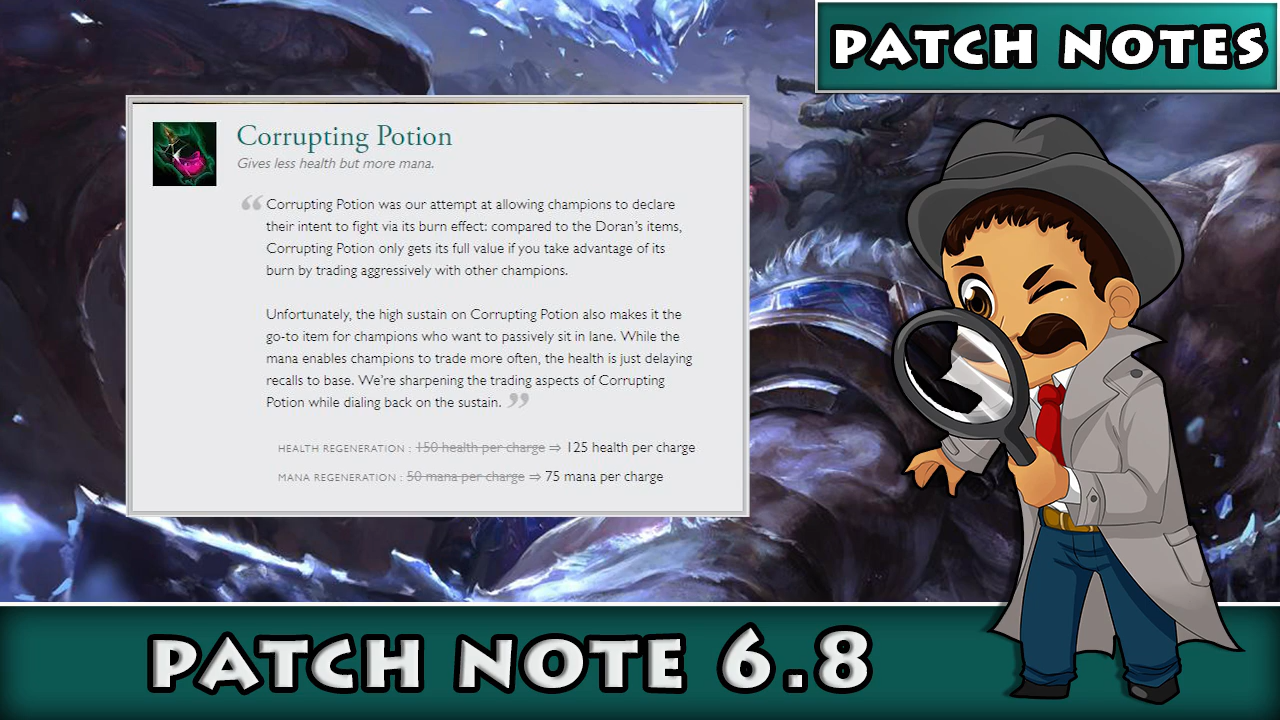 PATCH NOTES
Corrupting Potion
Gives less health but more mana.
“ Corrupting Potion was our attempt at allowing champions to declare
their intent to fight via its burn effect: compared to the Doran's items,
Corrupting Potion only gets its full value if you take advantage of its
burn by trading aggressively with other champions.
Unfortunately, the high sustain on Corrupting Potion also makes it the
go-to item for champions who want to passively sit in lane. While the
mana enables champions to trade more often, the health is just delaying
recalls to base. We're sharpening the trading aspects of Corrupting
Potion while dialing back on the sustain. ”
HEALTH REGENERATION : 150 health per charge ⇒ 125 health per charge
MANA REGENERATION : 50 mana per charge ⇒ 75 mana per charge
PATCH NOTE 6.8